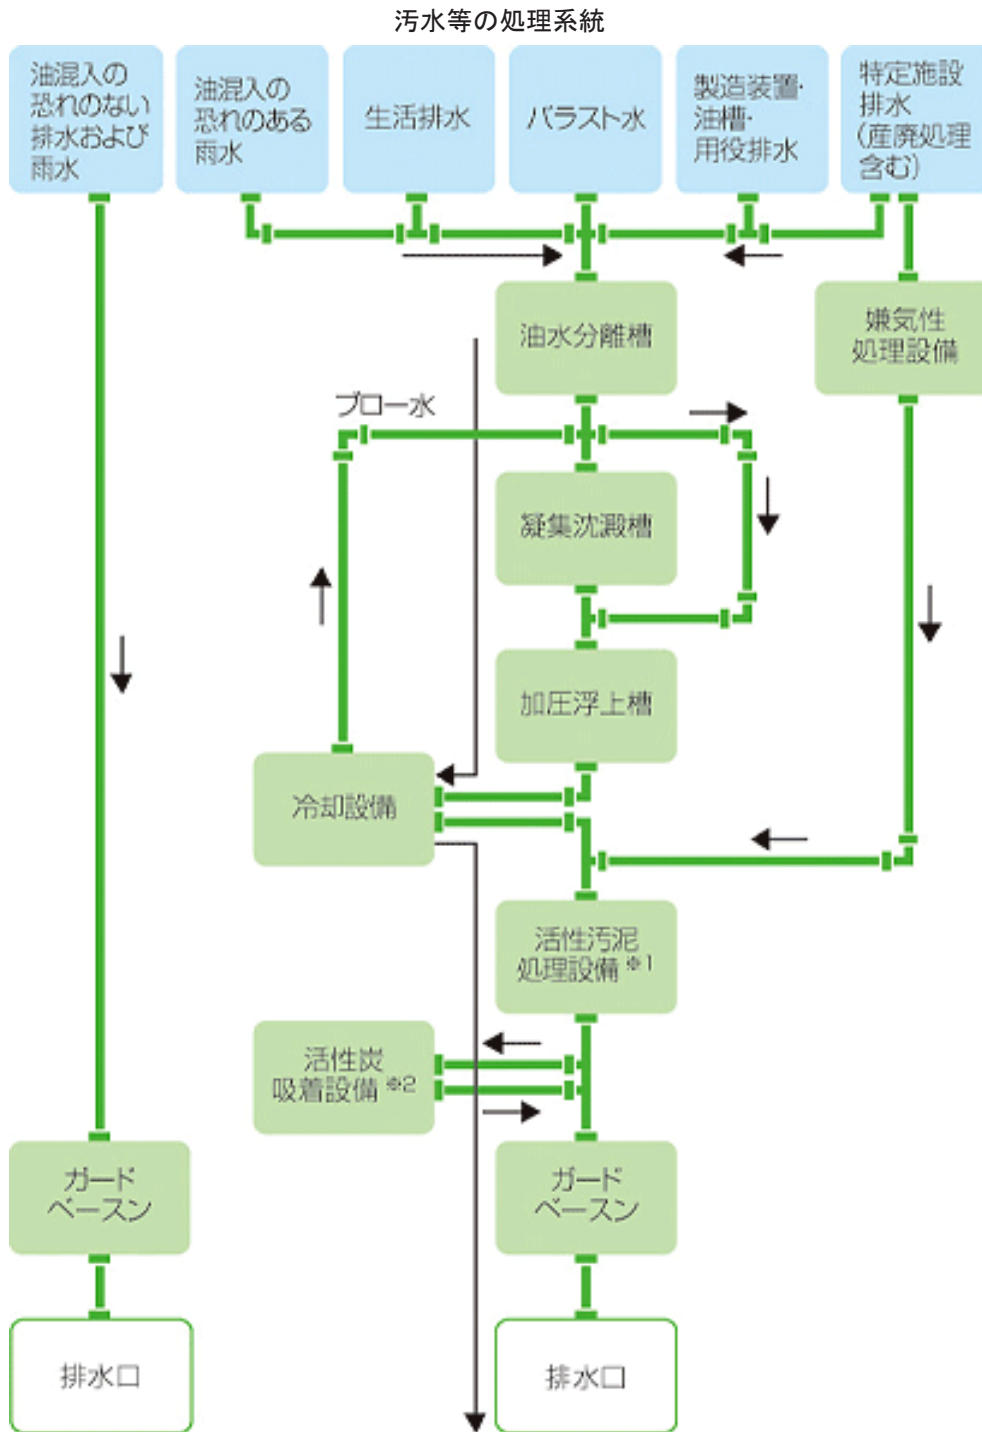 汚水等の処理系統
油混入の
恐れのない
排水および
雨水
油混入の
恐れのある
雨水
生活排水
バラスト水
製造装置・
油槽・
用役排水
特定施設
排水
(産廃処理
含む)
油水分離槽
嫌気性
処理設備
ブロー水
凝集沈澱槽
加圧浮上槽
冷却設備
活性汚泥
処理設備※1
活性炭
吸着設備※2
ガード
ベースン
ガード
ベースン
排水口
排水口